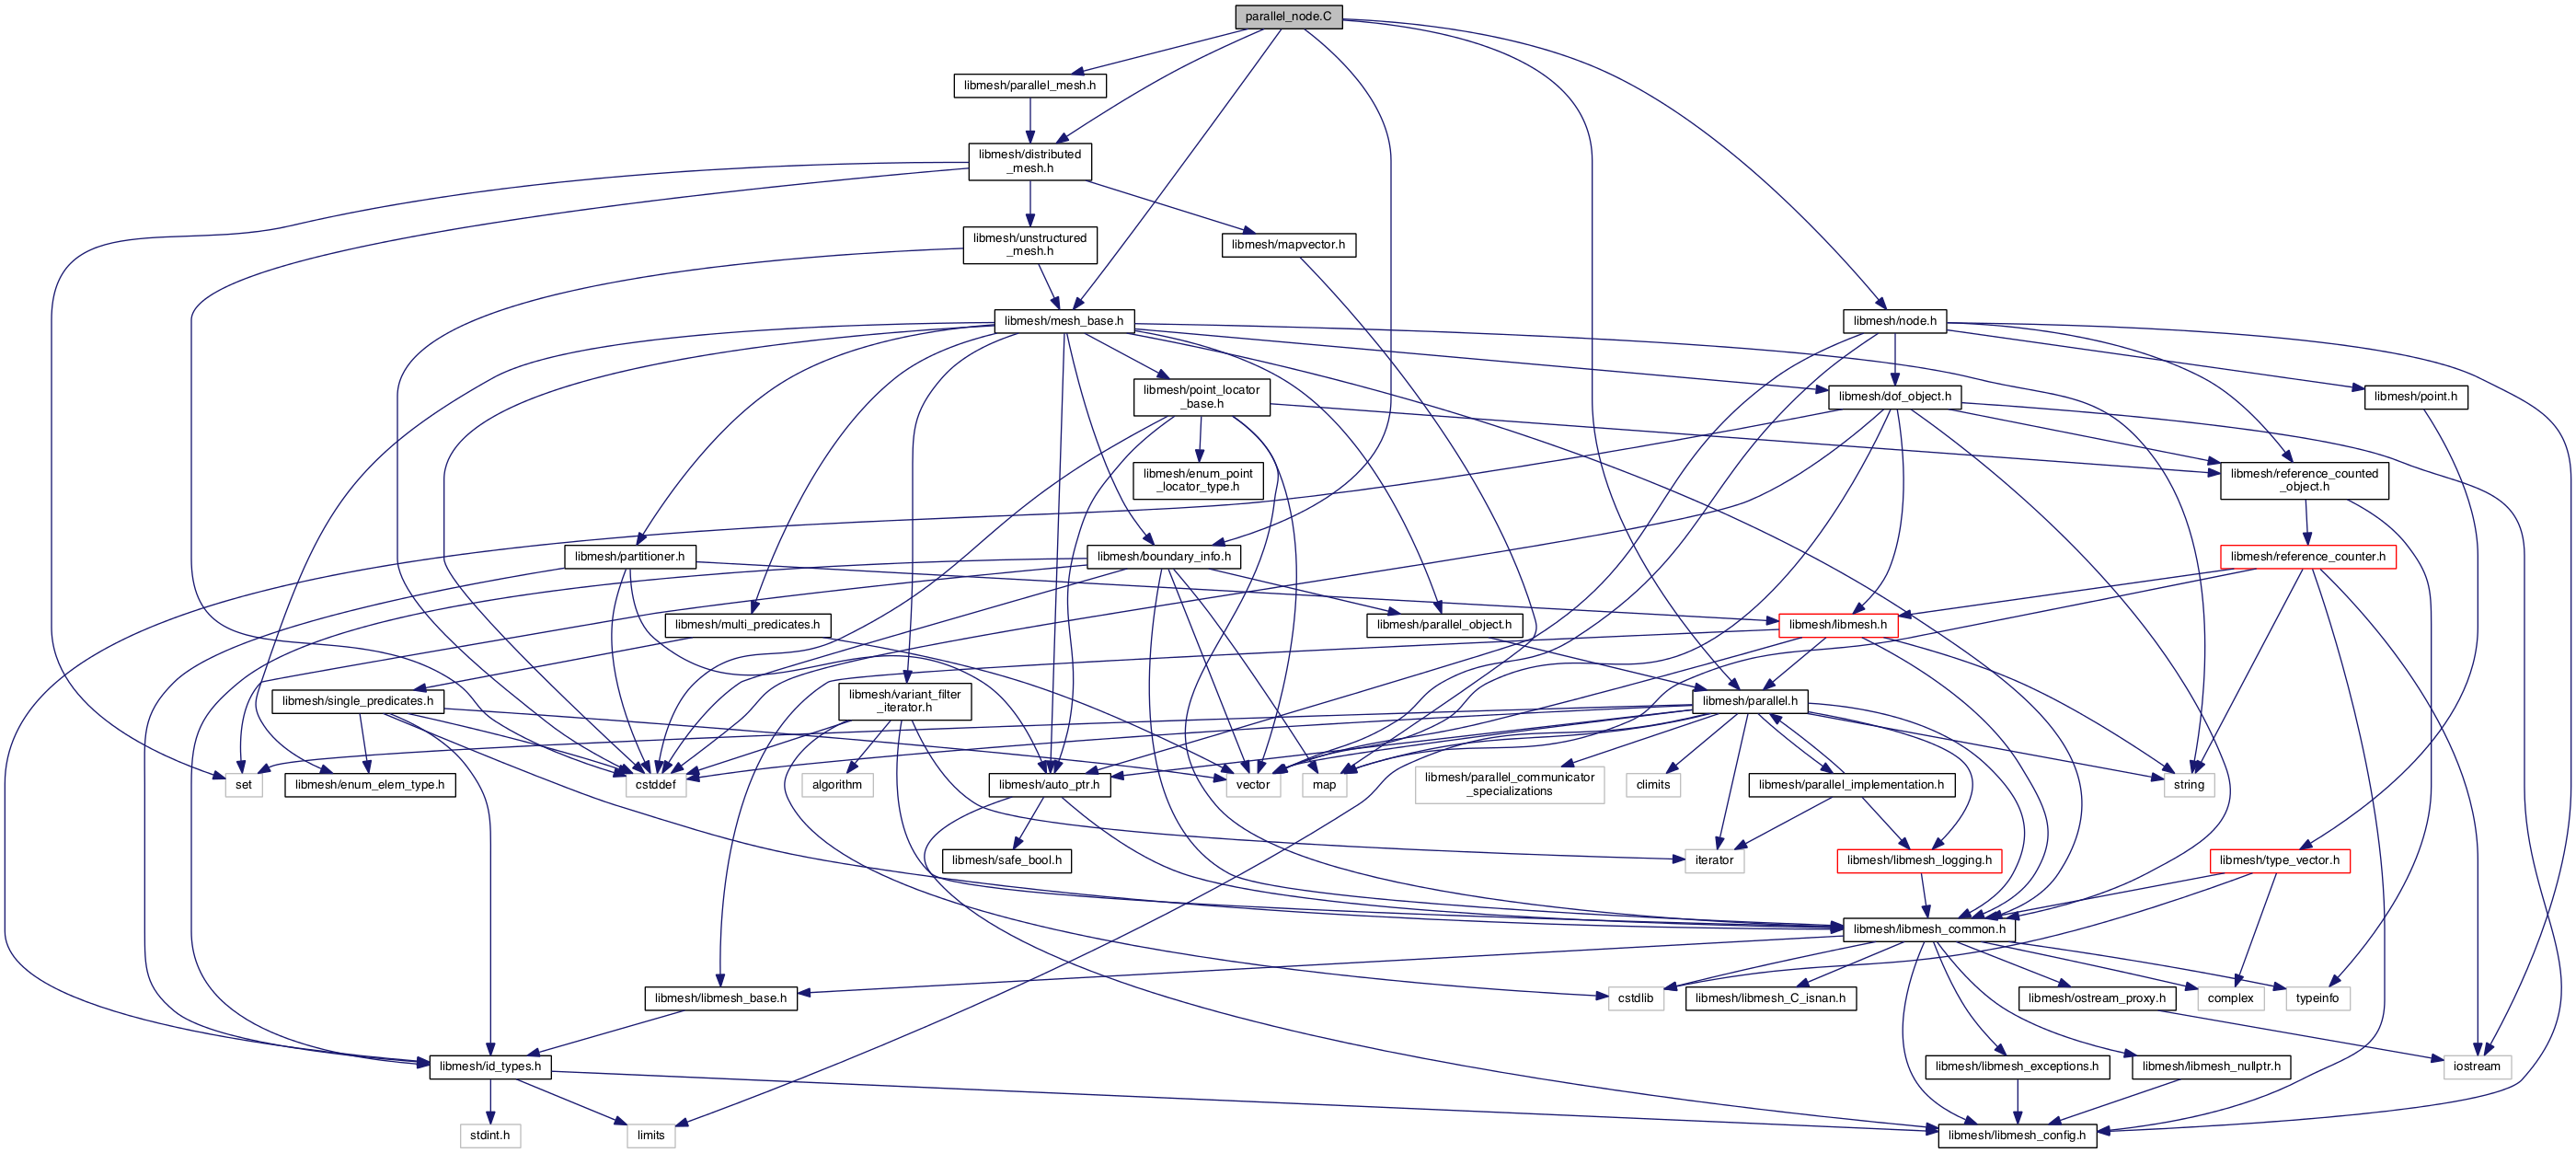 parallel_node.C
libmesh/parallel_mesh.h
libmesh/distributed
_mesh.h
libmesh/unstructured
_mesh.h
libmesh/mapvector.h
libmesh/mesh_base.h
libmesh/node.h
libmesh/point_locator
_base.h
libmesh/dof_object.h
libmesh/point.h
libmesh/enum_point
_locator_type.h
libmesh/reference_counted
_object.h
libmesh/partitioner.h
libmesh/boundary_info.h
libmesh/reference_counter.h
libmesh/multi_predicates.h
libmesh/parallel_object.h
libmesh/libmesh.h
libmesh/single_predicates.h
libmesh/variant_filter
_iterator.h
libmesh/parallel.h
set
libmesh/enum_elem_type.h
cstddef
algorithm
libmesh/auto_ptr.h
vector
map
libmesh/parallel_communicator
_specializations
climits
libmesh/parallel_implementation.h
string
libmesh/safe_bool.h
iterator
libmesh/libmesh_logging.h
libmesh/type_vector.h
libmesh/libmesh_common.h
libmesh/libmesh_base.h
cstdlib
libmesh/libmesh_C_isnan.h
libmesh/ostream_proxy.h
complex
typeinfo
libmesh/id_types.h
libmesh/libmesh_exceptions.h
libmesh/libmesh_nullptr.h
iostream
stdint.h
limits
libmesh/libmesh_config.h